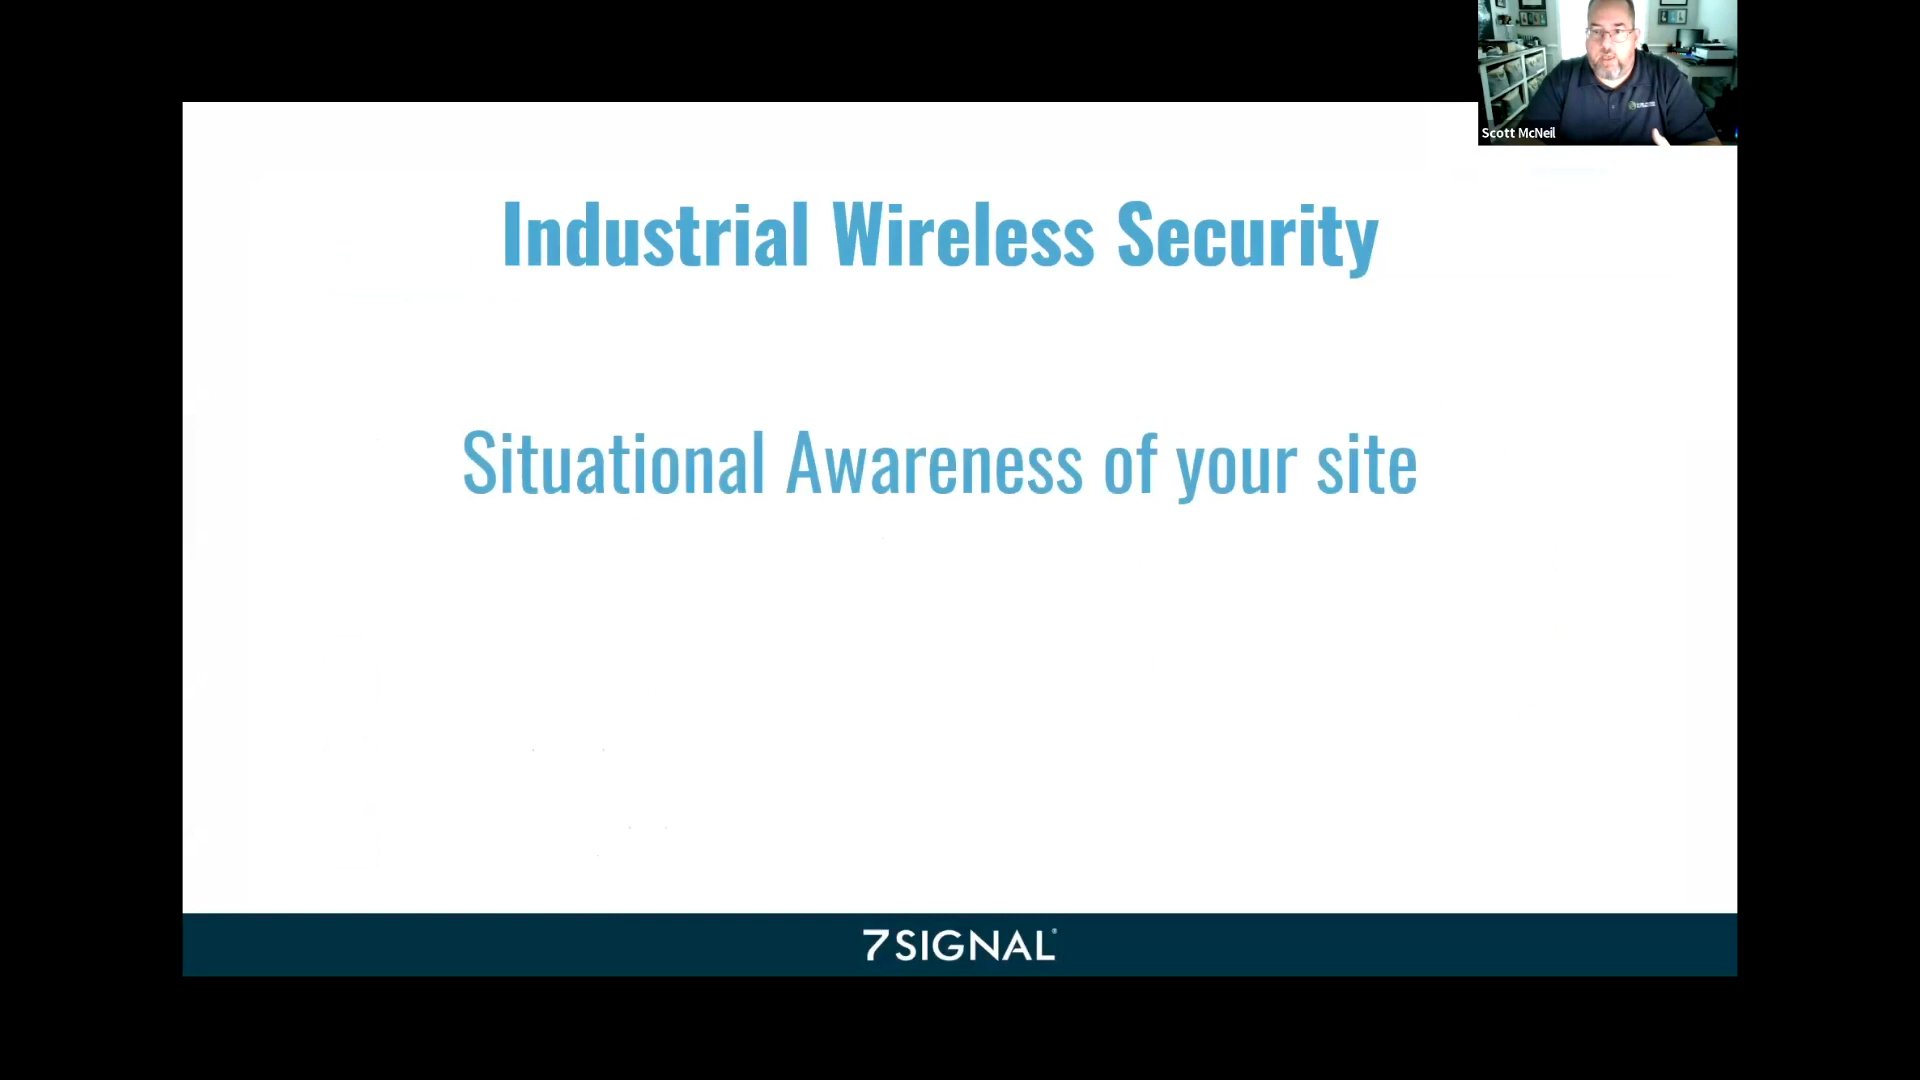 Scott McNeil
Industrial Wireless Security
Situational Awareness of your site
7SIGNAL®